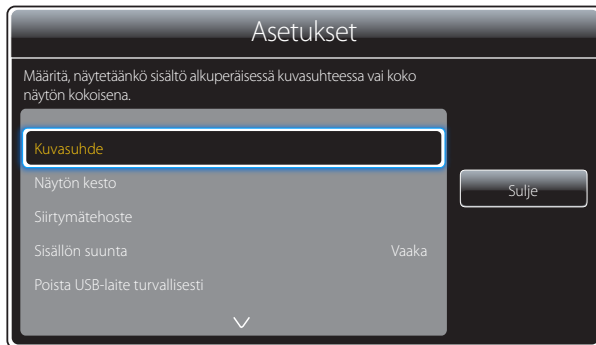 Asetukset
Määritä, näytetäänkö sisältö alkuperäisessä kuvasuhteessa vai koko
näytön kokoisena.
Kuvasuhde
Näytön kesto
Siirtymätehoste
Sisällön suunta Vaaka
Poista USB-laite turvallisesti
Sulje